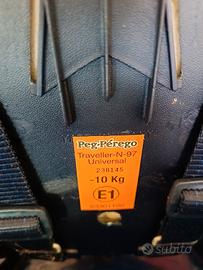 Peg-Pérego
Traveller-N-97
Universal
238145
-10 Kg
E1
subito